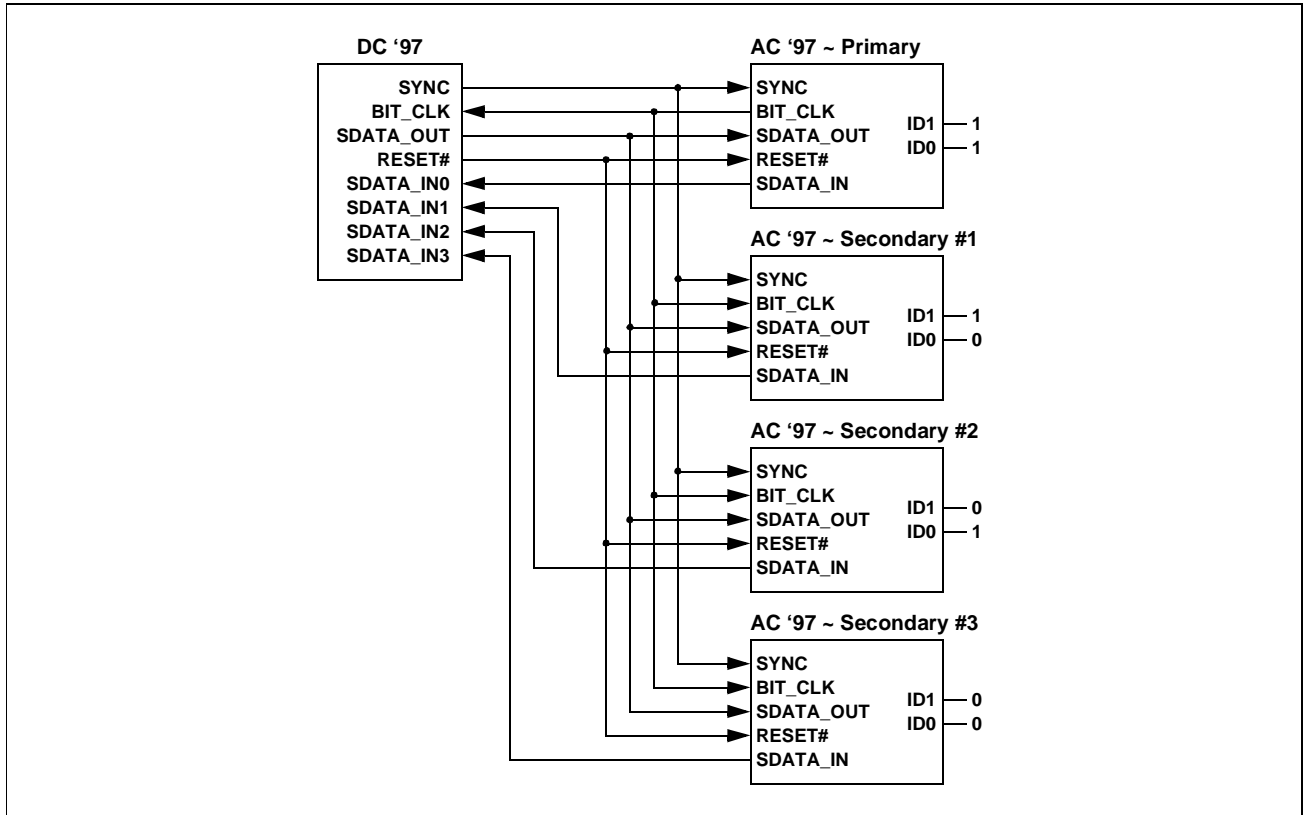 DC ‘97
SYNC
BIT_CLK
SDATA_OUT
RESET#
SDATA_IN0
SDATA_IN1
SDATA_IN2
SDATA_IN3
AC ‘97 ~ Primary
SYNC
BIT_CLK
SDATA_OUT
RESET#
SDATA_IN
ID1 1
ID0 1
AC ‘97 ~ Secondary #1
SYNC
BIT_CLK
SDATA_OUT
RESET#
SDATA_IN
ID1 1
ID0 0
AC ‘97 ~ Secondary #2
SYNC
BIT_CLK
SDATA_OUT
RESET#
SDATA_IN
ID1 0
ID0 1
AC ‘97 ~ Secondary #3
SYNC
BIT_CLK
SDATA_OUT
RESET#
SDATA_IN
ID1 0
ID0 0